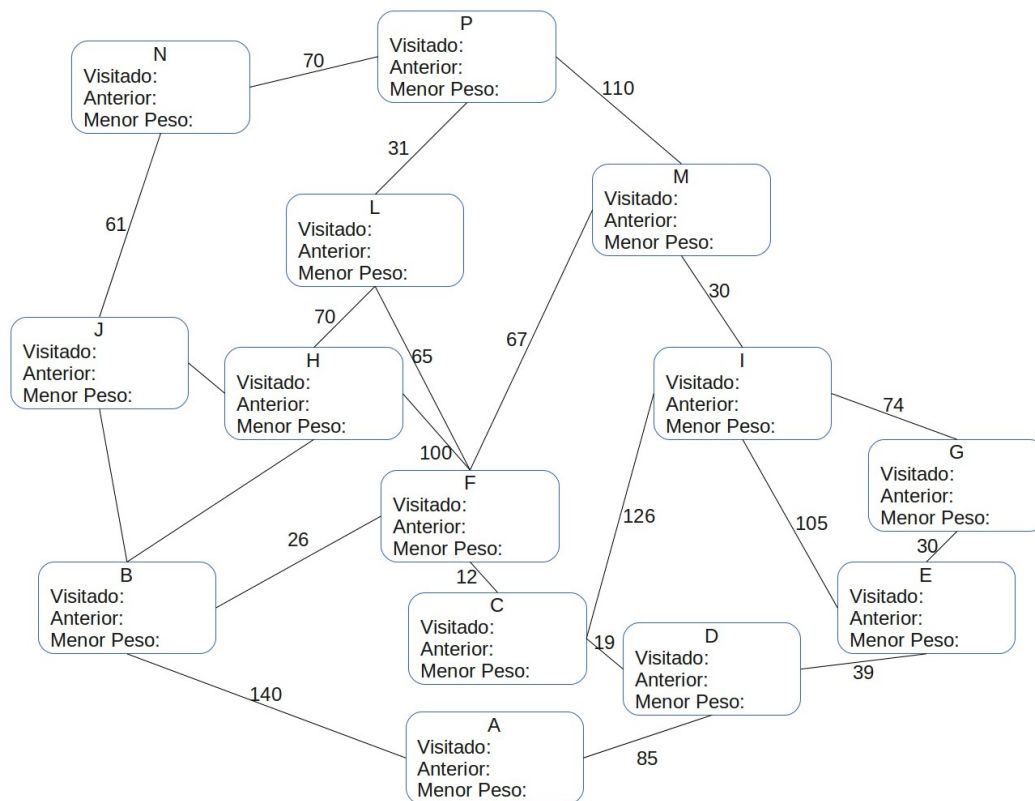 P
Visitado:
Anterior:
Menor Peso:
N
Visitado:
Anterior:
Menor Peso:
70
110
31
M
Visitado:
Anterior:
Menor Peso:
L
Visitado:
Anterior:
Menor Peso:
61
30
70
67
65
J
Visitado:
Anterior:
Menor Peso:
H
Visitado:
Anterior:
Menor Peso:
I
Visitado:
Anterior:
Menor Peso:
74
100
G
Visitado:
Anterior:
Menor Peso:
F
Visitado:
Anterior:
Menor Peso:
126
105
26
30
12
B
Visitado:
Anterior:
Menor Peso:
E
Visitado:
Anterior:
Menor Peso:
C
Visitado:
Anterior:
Menor Peso:
19
D
Visitado:
Anterior:
Menor Peso:
39
140
A
Visitado:
Anterior:
Menor Peso:
85